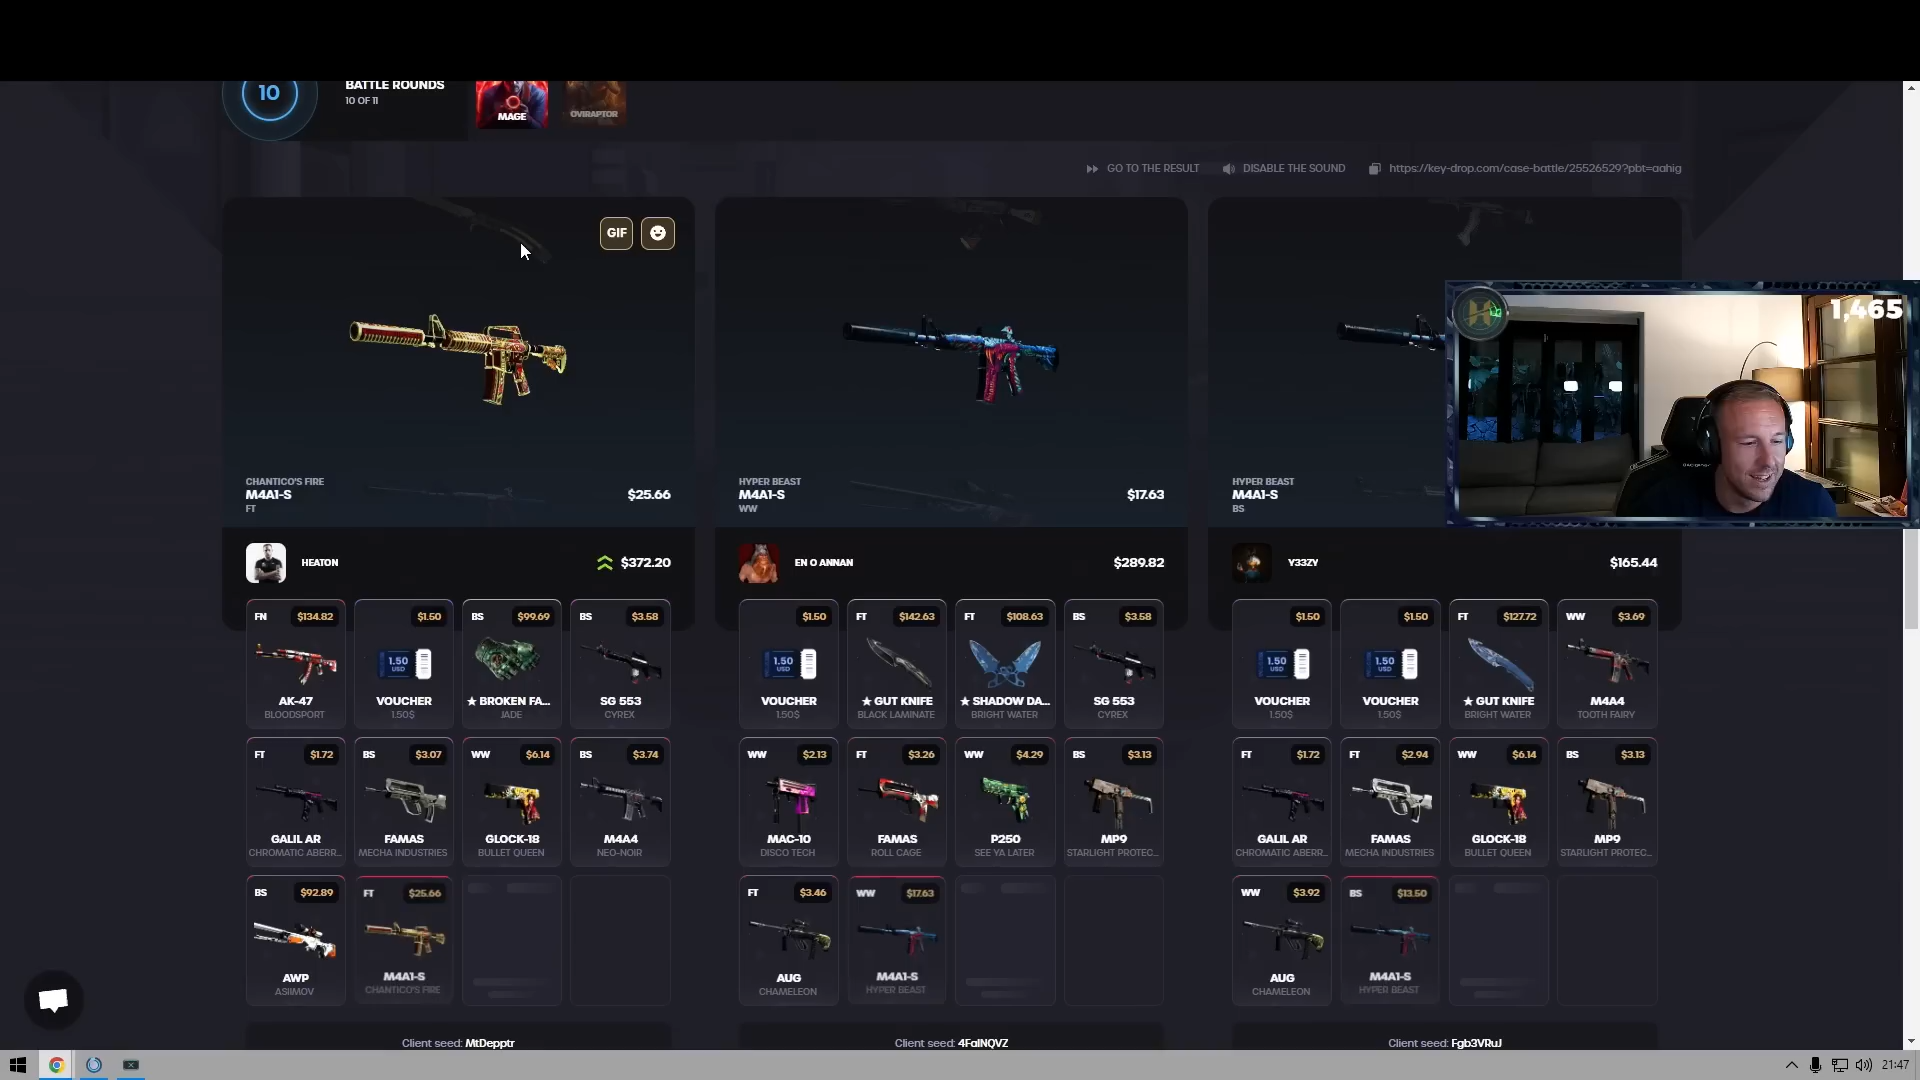 10
BATTLE ROUNDS
10 OF 11
MAGE
OVIRAPTOR
GO TO THE RESULT
DISABLE THE SOUND
https://key-drop.com/case-battle/25526529?pbt=aahig
GIF
1,465
CHANTICO'S FIRE
M4A1-S
FT
$25.66
HYPER BEAST
M4A1-S
WW
$17.63
HYPER BEAST
M4A1-S
BS
HEATON
$372.20
EN O ANNAN
$289.82
Y33ZY
$165.44
FN $134.82
$1.50
BS $99.69
BS $3.58
$1.50
FT $142.63
FT $108.63
BS $3.58
$1.50
$1.50
FT $127.72
WW $3.69
1.50 USD
1.50 USD
1.50 USD
1.50 USD
AK-47
VOUCHER
★ BROKEN FA...
SG 553
VOUCHER
★ GUT KNIFE
★ SHADOW DA...
SG 553
VOUCHER
VOUCHER
★ GUT KNIFE
M4A4
BLOODSPORT
1.50$
JADE
CYREX
1.50$
BLACK LAMINATE
BRIGHT WATER
CYREX
1.50$
1.50$
BRIGHT WATER
TOOTH FAIRY
FT $1.72
BS $3.07
WW $6.14
BS $3.74
WW $2.13
FT $3.26
WW $4.29
BS $3.13
FT $1.72
FT $2.94
WW $6.14
BS $3.13
GALIL AR
FAMAS
GLOCK-18
M4A4
MAC-10
FAMAS
P250
MP9
GALIL AR
FAMAS
GLOCK-18
MP9
CHROMATIC ABERR...
MECHA INDUSTRIES
BULLET QUEEN
NEO-NOIR
DISCO TECH
ROLL CAGE
SEE YA LATER
STARLIGHT PROTEC...
CHROMATIC ABERR...
MECHA INDUSTRIES
BULLET QUEEN
STARLIGHT PROTEC...
BS $92.89
FT $25.66
FT $3.46
WW $17.63
WW $3.92
BS $13.50
AWP
M4A1-S
AUG
M4A1-S
AUG
M4A1-S
ASIIMOV
CHANTICO'S FIRE
CHAMELEON
HYPER BEAST
CHAMELEON
HYPER BEAST
Client seed: MtDepptr
Client seed: 4FaINQVZ
Client seed: Fgb3VRuJ
21:47